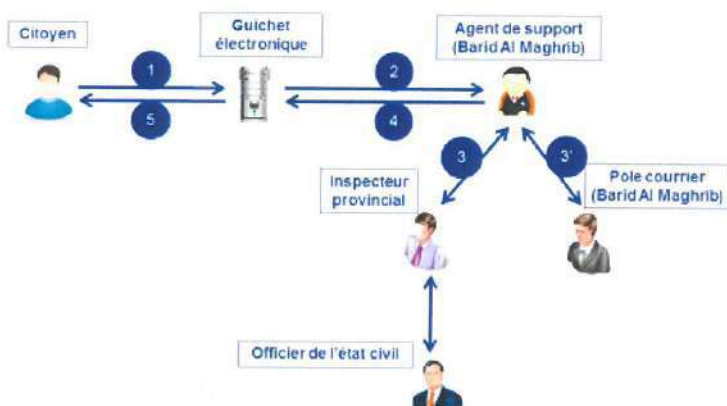 Citoyen
Guichet
électronique
Agent de support
(Barid Al Maghrib)
1
2
5
4
3
3'
Inspecteur
provincial
Pole courrier
(Barid Al Maghrib)
Officier de l'état civil